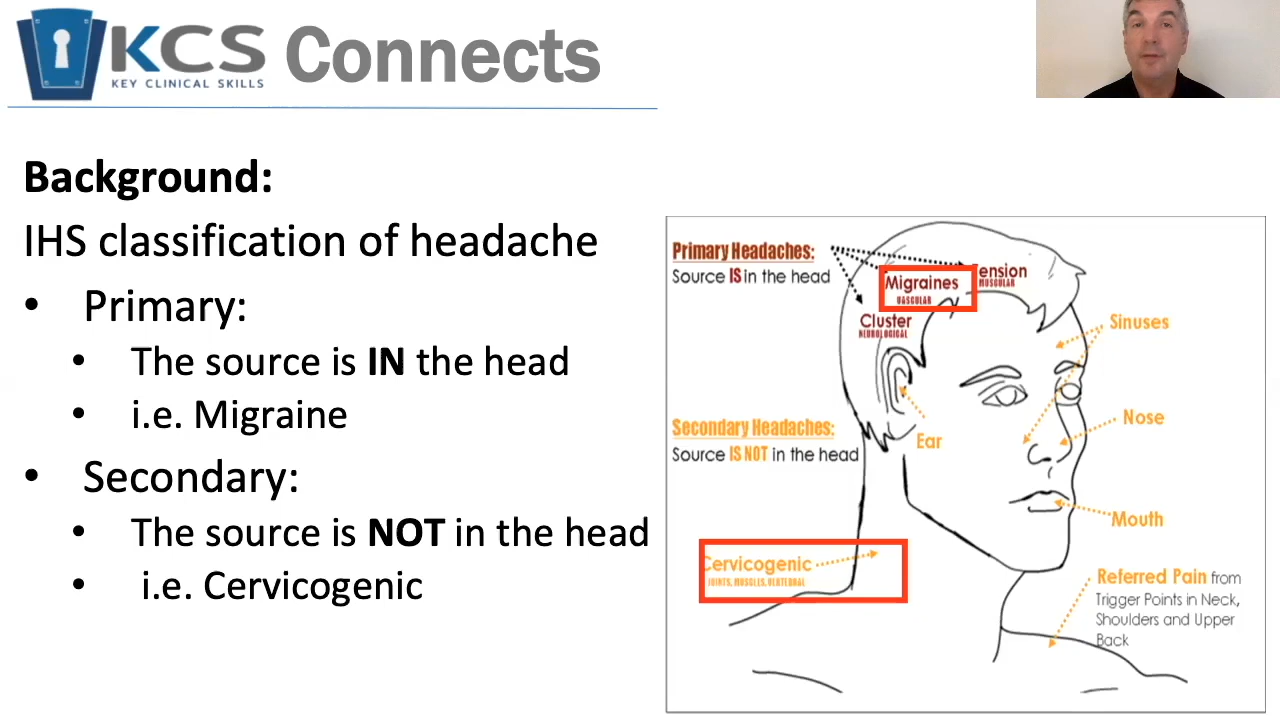 KCS Connects
KEY CLINICAL SKILLS
Background:
IHS classification of headache
• Primary:
• The source is IN the head
• i.e. Migraine
• Secondary:
• The source is NOT in the head
• i.e. Cervicogenic
Primary Headaches:
Source IS in the head
Migraines
VASCULAR
ension
MUSCULAR
Cluster
NEUROLOGICAL
Sinuses
Nose
Secondary Headaches:
Source IS NOT in the head
Ear
Mouth
Cervicogenic
JOINTS, MUSCLES, VERTEBRAL
Referred Pain from
Trigger Points in Neck,
Shoulders and Upper
Back